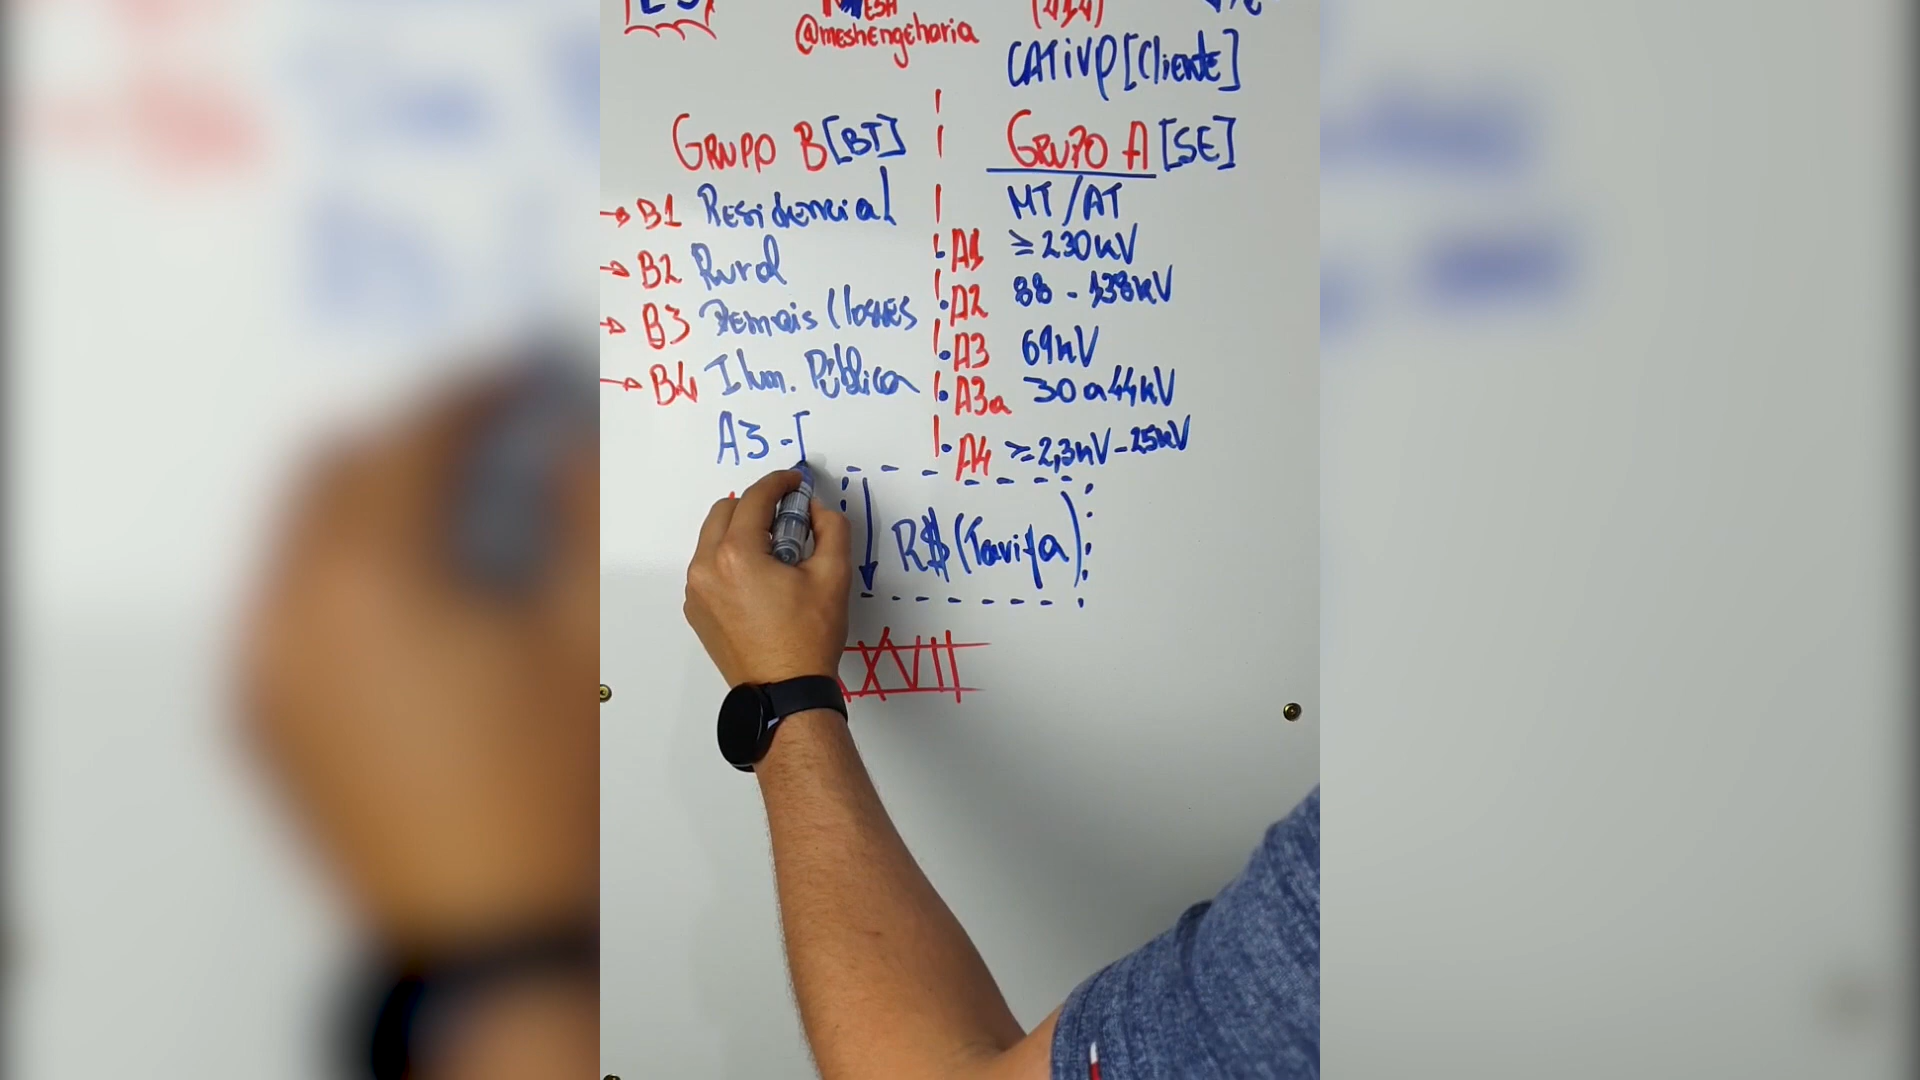 @meshengeharia
CATIVO [Cliente]
GRUPO B [BT]
B1 Residencial
B2 Rural
B3 Demais Classes
B4 Ilum. Pública
A3 - [
GRUPO A [SE]
MT/AT
A1 ≥ 230kV
A2 88 - 138kV
A3 69kV
A3a 30 a 44kV
A4 ≥ 2,3kV - 25kV
R$ (Tarifa)
XVII